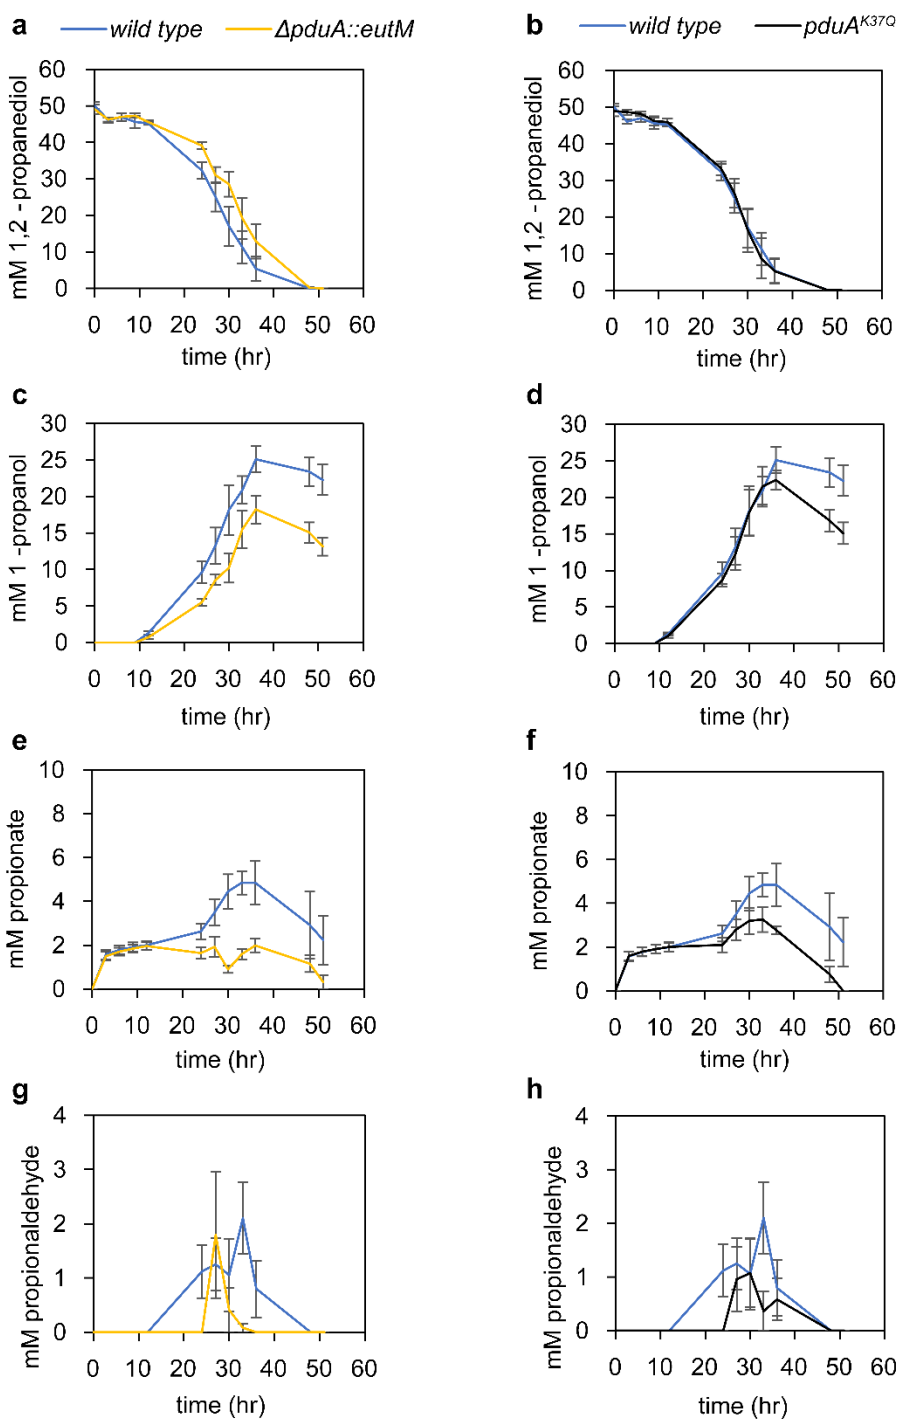 a wild type ΔpduA::eutM
b wild type pduA^K37Q
mM 1,2 -propanediol
60
50
40
30
20
10
0
0 10 20 30 40 50 60
time (hr)
mM 1,2 -propanediol
60
50
40
30
20
10
0
0 10 20 30 40 50 60
time (hr)
c
mM 1 -propanol
30
25
20
15
10
5
0
0 10 20 30 40 50 60
time (hr)
d
mM 1 -propanol
30
25
20
15
10
5
0
0 10 20 30 40 50 60
time (hr)
e
mM propionate
10
8
6
4
2
0
0 10 20 30 40 50 60
time (hr)
f
mM propionate
10
8
6
4
2
0
0 10 20 30 40 50 60
time (hr)
g
mM propionaldehyde
4
3
2
1
0
0 10 20 30 40 50 60
time (hr)
h
mM propionaldehyde
4
3
2
1
0
0 10 20 30 40 50 60
time (hr)